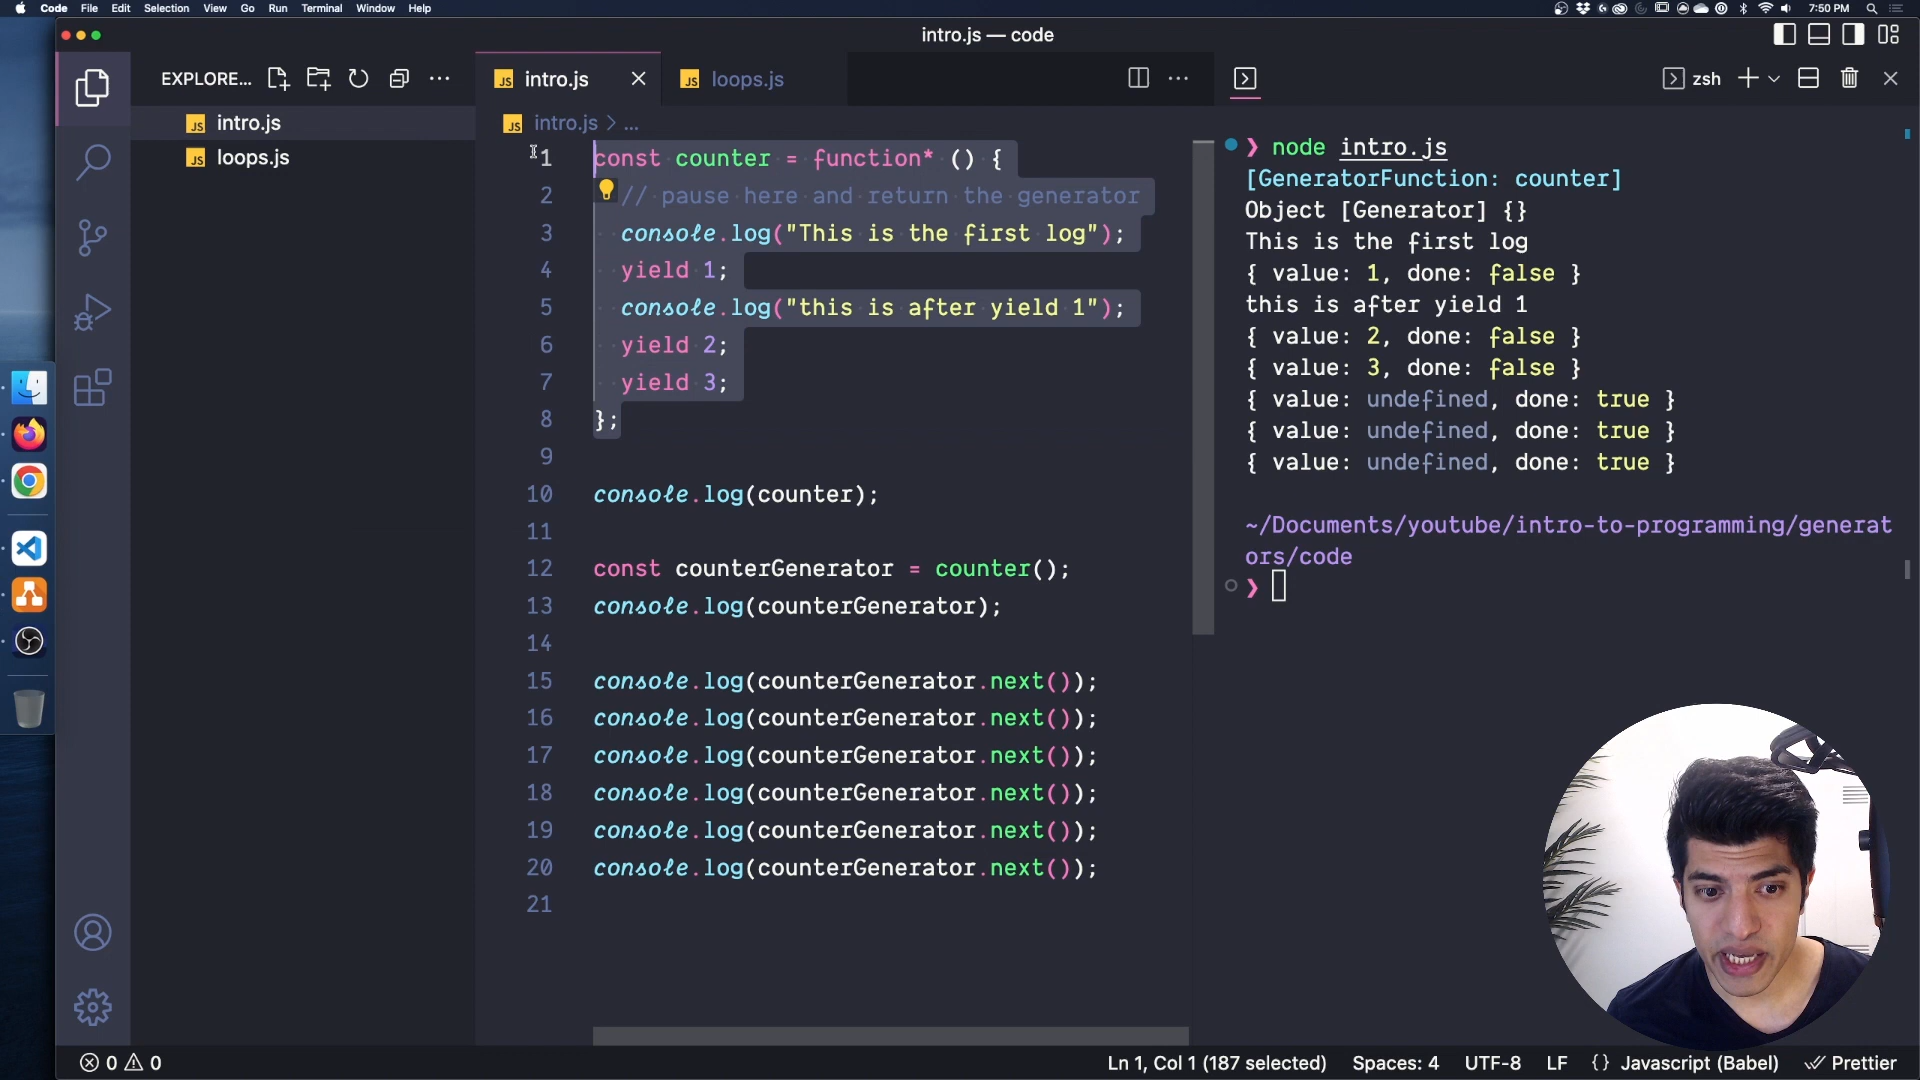 Code File Edit Selection View Go Run Terminal Window Help 7:50 PM
intro.js — code
EXPLORE...
intro.js
loops.js
intro.js loops.js
intro.js > ...
1 const counter = function* () {
2 // pause here and return the generator
3 console.log("This is the first log");
4 yield 1;
5 console.log("this is after yield 1");
6 yield 2;
7 yield 3;
8 };
9
10 console.log(counter);
11
12 const counterGenerator = counter();
13 console.log(counterGenerator);
14
15 console.log(counterGenerator.next());
16 console.log(counterGenerator.next());
17 console.log(counterGenerator.next());
18 console.log(counterGenerator.next());
19 console.log(counterGenerator.next());
20 console.log(counterGenerator.next());
21
zsh
❯ node intro.js
[GeneratorFunction: counter]
Object [Generator] {}
This is the first log
{ value: 1, done: false }
this is after yield 1
{ value: 2, done: false }
{ value: 3, done: false }
{ value: undefined, done: true }
{ value: undefined, done: true }
{ value: undefined, done: true }
~/Documents/youtube/intro-to-programming/generat
ors/code
❯
0 0 Ln 1, Col 1 (187 selected) Spaces: 4 UTF-8 LF {} Javascript (Babel) Prettier